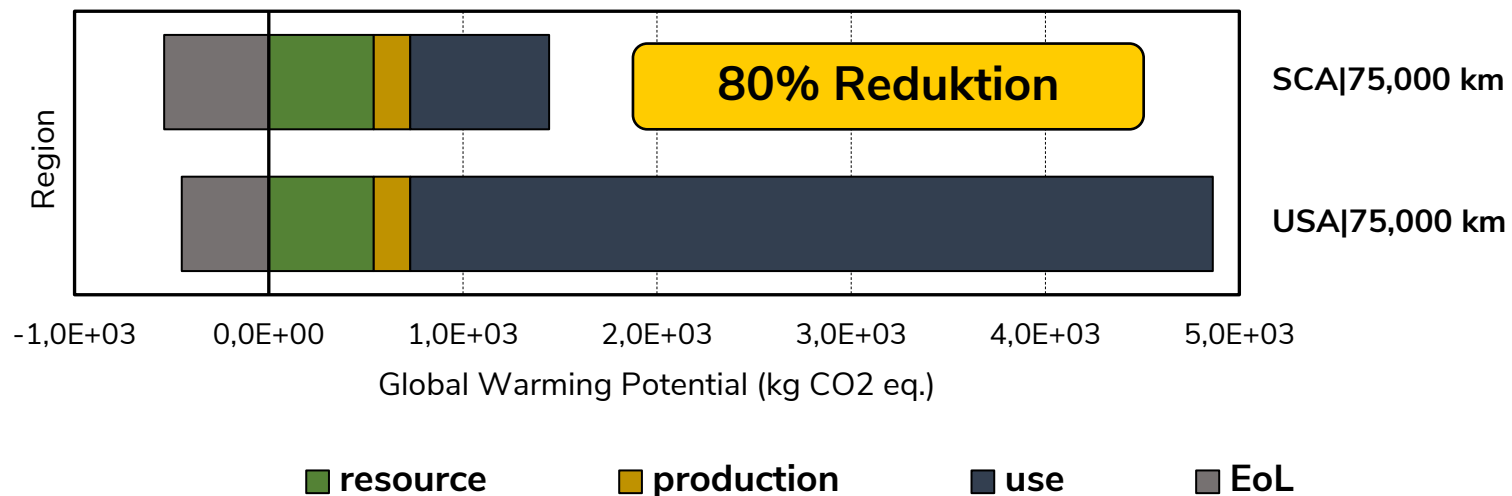 80% Reduktion
SCA|75,000 km
Region
USA|75,000 km
-1,0E+03 0,0E+00 1,0E+03 2,0E+03 3,0E+03 4,0E+03 5,0E+03
Global Warming Potential (kg CO2 eq.)
resource production use EoL